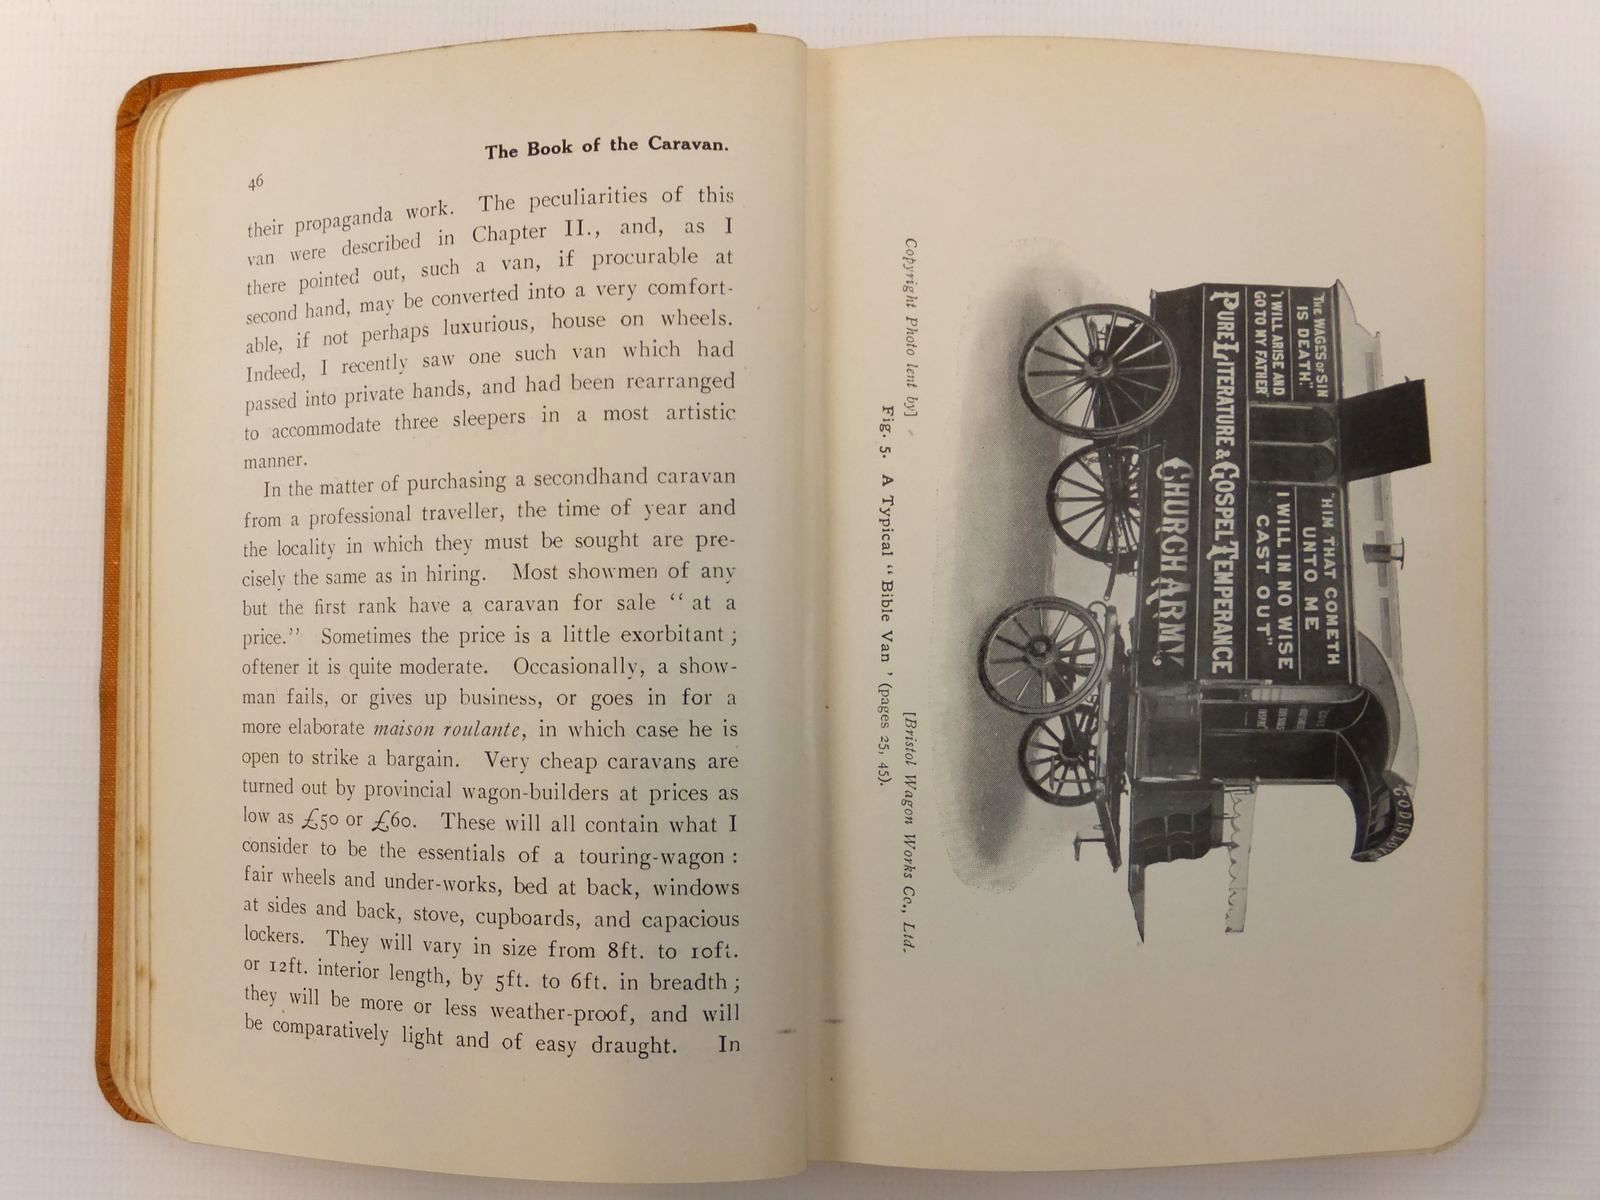 The Book of the Caravan.
46
their propaganda work. The peculiarities of this
van were described in Chapter II., and, as I
there pointed out, such a van, if procurable at
second hand, may be converted into a very comfort-
able, if not perhaps luxurious, house on wheels.
Indeed, I recently saw one such van which had
passed into private hands, and had been rearranged
to accommodate three sleepers in a most artistic
manner.
In the matter of purchasing a secondhand caravan
from a professional traveller, the time of year and
the locality in which they must be sought are pre-
cisely the same as in hiring. Most showmen of any
but the first rank have a caravan for sale “ at a
price.” Sometimes the price is a little exorbitant ;
oftener it is quite moderate. Occasionally, a show-
man fails, or gives up business, or goes in for a
more elaborate maison roulante, in which case he is
open to strike a bargain. Very cheap caravans are
turned out by provincial wagon-builders at prices as
low as £50 or £60. These will all contain what I
consider to be the essentials of a touring-wagon :
fair wheels and under-works, bed at back, windows
at sides and back, stove, cupboards, and capacious
lockers. They will vary in size from 8ft. to 10ft.
or 12ft. interior length, by 5ft. to 6ft. in breadth ;
they will be more or less weather-proof, and will
be comparatively light and of easy draught. In
"THE WAGES OF SIN
IS DEATH."
"I WILL ARISE AND
GO TO MY FATHER
"HIM THAT COMETH
UNTO ME
I WILL IN NO WISE
CAST OUT"
PURE LITERATURE & GOSPEL TEMPERANCE
CHURCH ARMY.
GOD IS LOVE
Copyright Photo lent by] [Bristol Wagon Works Co., Ltd.
Fig. 5. A Typical “ Bible Van ’ (pages 25, 45).